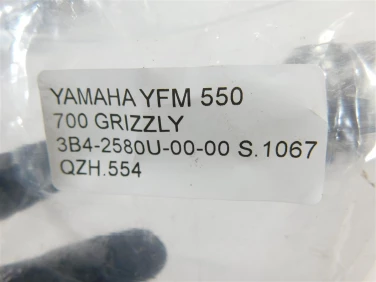 YAMAHA YFM 550
700 GRIZZLY
3B4-2580U-00-00 S.1067
QZH.554